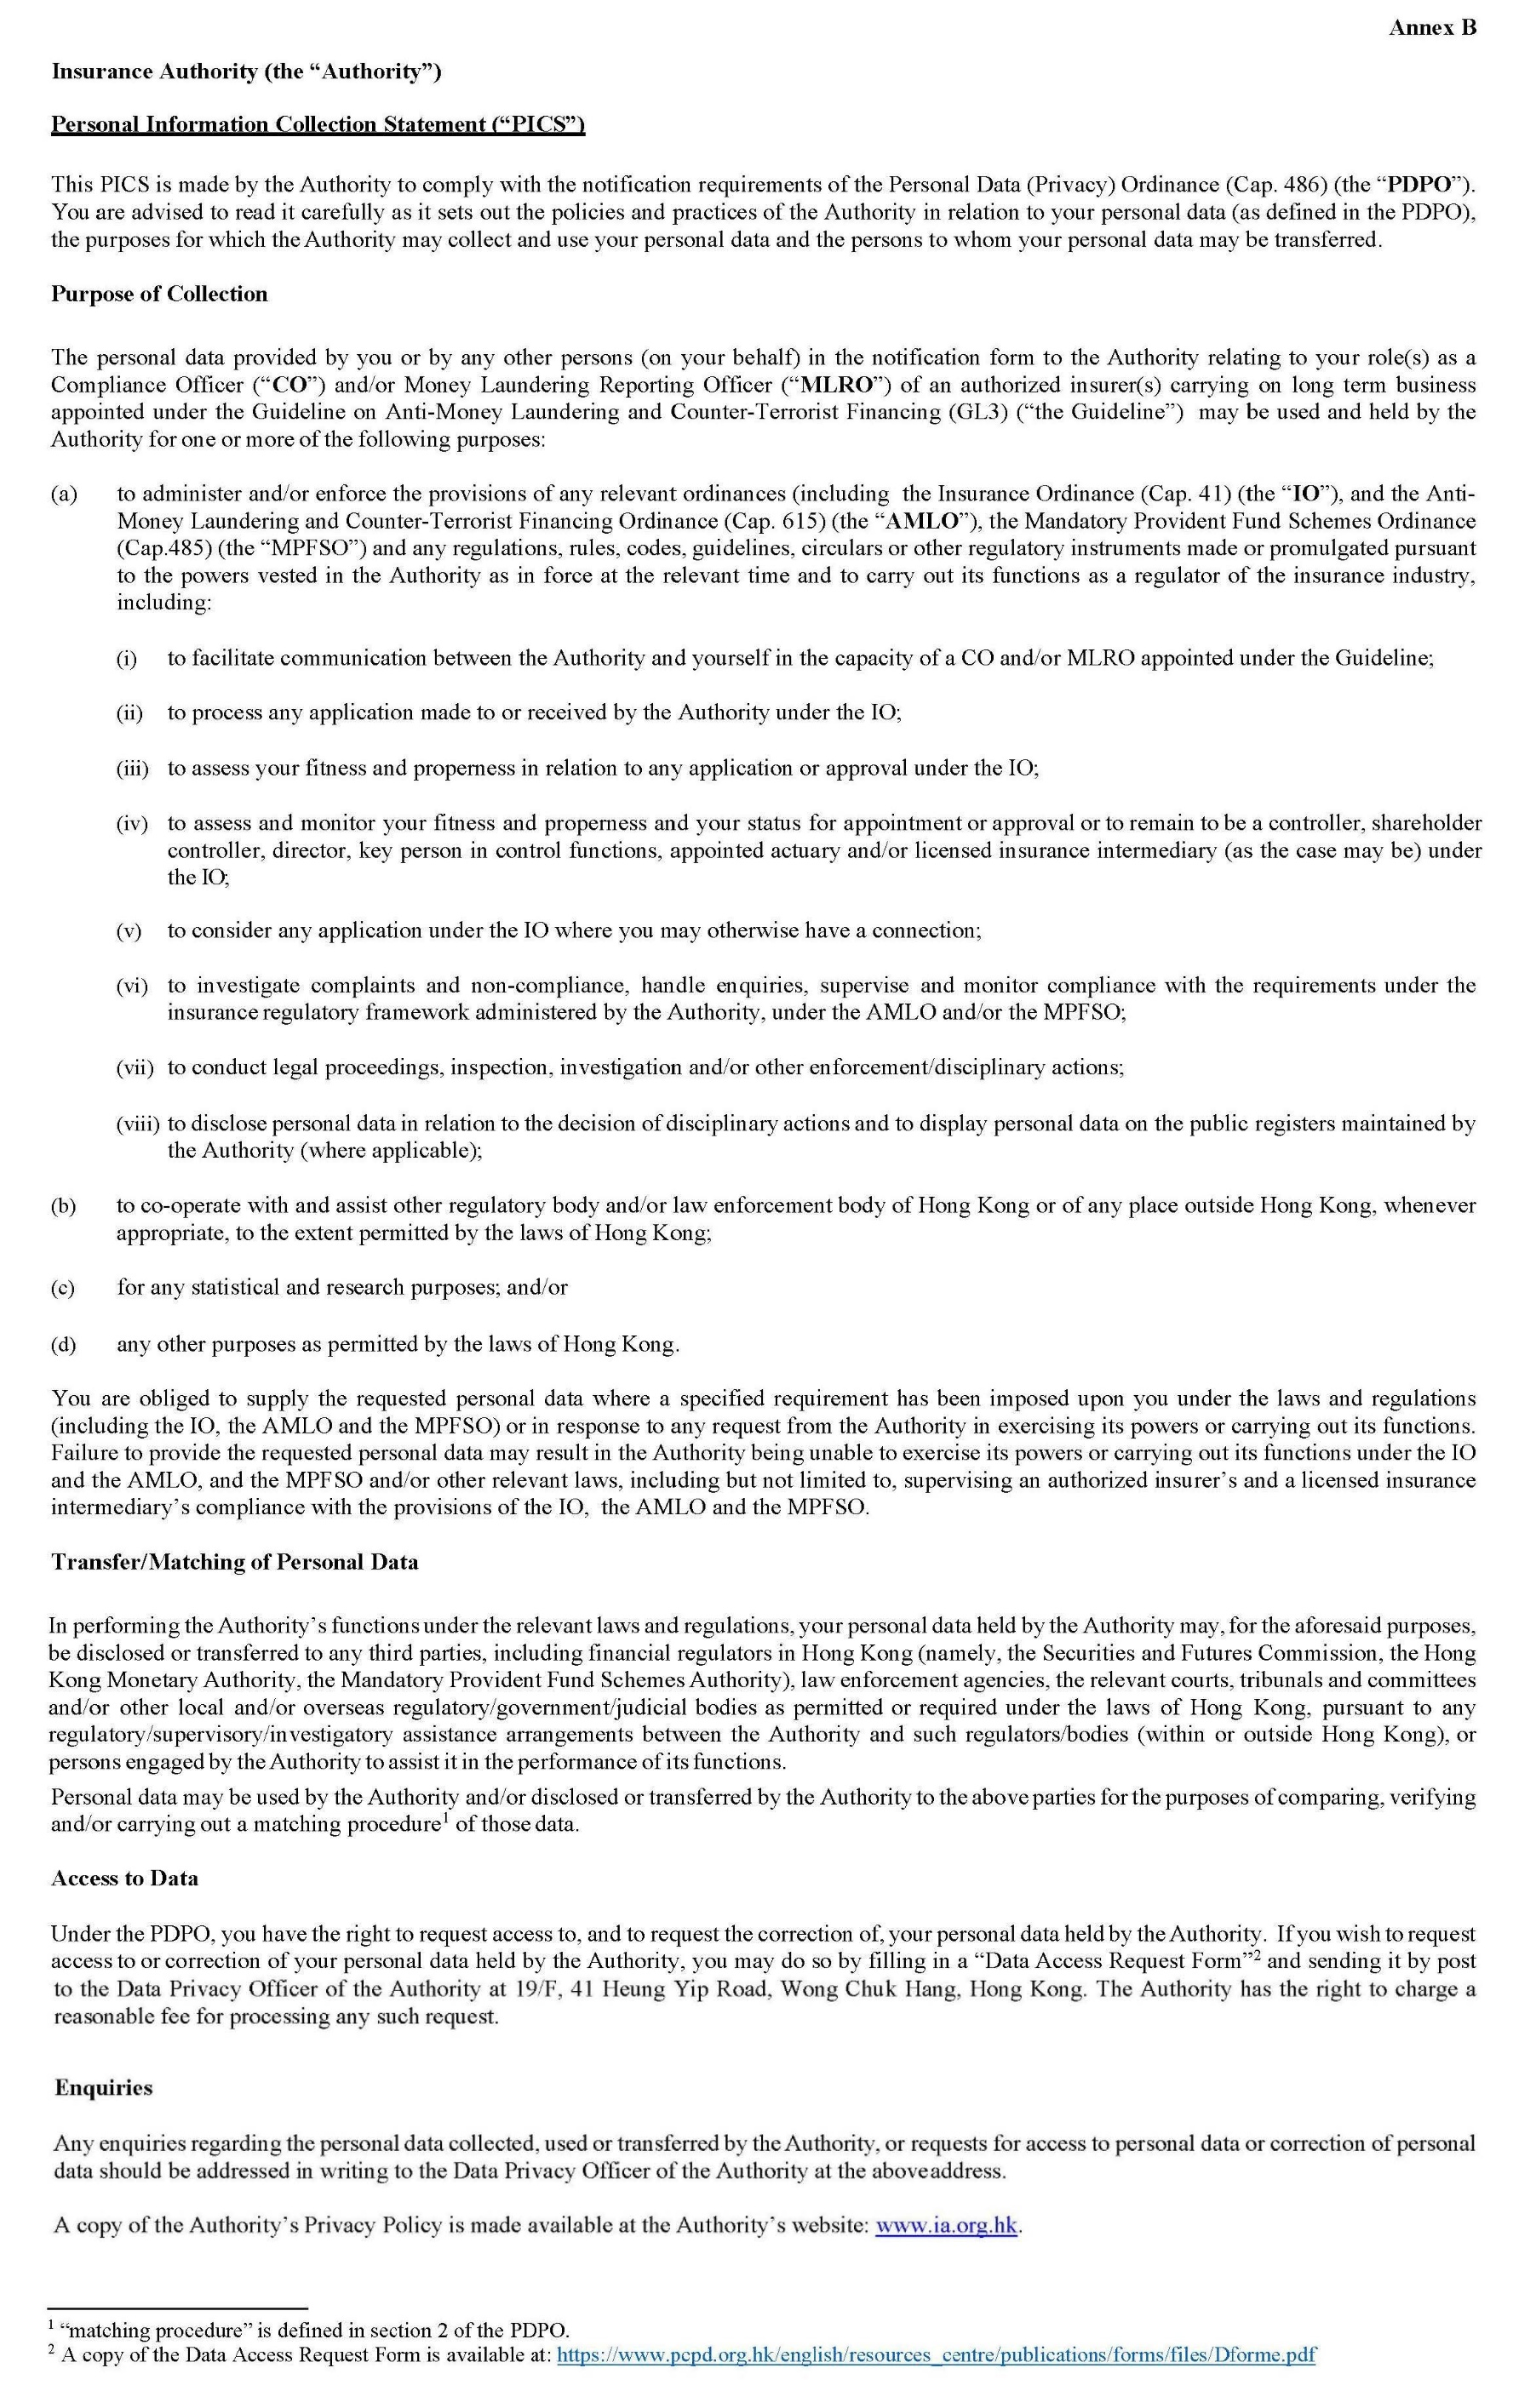 Annex B
Insurance Authority (the “Authority”)
Personal Information Collection Statement (“PICS”)
This PICS is made by the Authority to comply with the notification requirements of the Personal Data (Privacy) Ordinance (Cap. 486) (the “PDPO”).
You are advised to read it carefully as it sets out the policies and practices of the Authority in relation to your personal data (as defined in the PDPO),
the purposes for which the Authority may collect and use your personal data and the persons to whom your personal data may be transferred.
Purpose of Collection
The personal data provided by you or by any other persons (on your behalf) in the notification form to the Authority relating to your role(s) as a
Compliance Officer (“CO”) and/or Money Laundering Reporting Officer (“MLRO”) of an authorized insurer(s) carrying on long term business
appointed under the Guideline on Anti-Money Laundering and Counter-Terrorist Financing (GL3) (“the Guideline”) may be used and held by the
Authority for one or more of the following purposes:
(a) to administer and/or enforce the provisions of any relevant ordinances (including the Insurance Ordinance (Cap. 41) (the “IO”), and the Anti-
Money Laundering and Counter-Terrorist Financing Ordinance (Cap. 615) (the “AMLO”), the Mandatory Provident Fund Schemes Ordinance
(Cap.485) (the “MPFSO”) and any regulations, rules, codes, guidelines, circulars or other regulatory instruments made or promulgated pursuant
to the powers vested in the Authority as in force at the relevant time and to carry out its functions as a regulator of the insurance industry,
including:
(i) to facilitate communication between the Authority and yourself in the capacity of a CO and/or MLRO appointed under the Guideline;
(ii) to process any application made to or received by the Authority under the IO;
(iii) to assess your fitness and properness in relation to any application or approval under the IO;
(iv) to assess and monitor your fitness and properness and your status for appointment or approval or to remain to be a controller, shareholder
controller, director, key person in control functions, appointed actuary and/or licensed insurance intermediary (as the case may be) under
the IO;
(v) to consider any application under the IO where you may otherwise have a connection;
(vi) to investigate complaints and non-compliance, handle enquiries, supervise and monitor compliance with the requirements under the
insurance regulatory framework administered by the Authority, under the AMLO and/or the MPFSO;
(vii) to conduct legal proceedings, inspection, investigation and/or other enforcement/disciplinary actions;
(viii) to disclose personal data in relation to the decision of disciplinary actions and to display personal data on the public registers maintained by
the Authority (where applicable);
(b) to co-operate with and assist other regulatory body and/or law enforcement body of Hong Kong or of any place outside Hong Kong, whenever
appropriate, to the extent permitted by the laws of Hong Kong;
(c) for any statistical and research purposes; and/or
(d) any other purposes as permitted by the laws of Hong Kong.
You are obliged to supply the requested personal data where a specified requirement has been imposed upon you under the laws and regulations
(including the IO, the AMLO and the MPFSO) or in response to any request from the Authority in exercising its powers or carrying out its functions.
Failure to provide the requested personal data may result in the Authority being unable to exercise its powers or carrying out its functions under the IO
and the AMLO, and the MPFSO and/or other relevant laws, including but not limited to, supervising an authorized insurer’s and a licensed insurance
intermediary’s compliance with the provisions of the IO, the AMLO and the MPFSO.
Transfer/Matching of Personal Data
In performing the Authority’s functions under the relevant laws and regulations, your personal data held by the Authority may, for the aforesaid purposes,
be disclosed or transferred to any third parties, including financial regulators in Hong Kong (namely, the Securities and Futures Commission, the Hong
Kong Monetary Authority, the Mandatory Provident Fund Schemes Authority), law enforcement agencies, the relevant courts, tribunals and committees
and/or other local and/or overseas regulatory/government/judicial bodies as permitted or required under the laws of Hong Kong, pursuant to any
regulatory/supervisory/investigatory assistance arrangements between the Authority and such regulators/bodies (within or outside Hong Kong), or
persons engaged by the Authority to assist it in the performance of its functions.
Personal data may be used by the Authority and/or disclosed or transferred by the Authority to the above parties for the purposes of comparing, verifying
and/or carrying out a matching procedure1 of those data.
Access to Data
Under the PDPO, you have the right to request access to, and to request the correction of, your personal data held by the Authority. If you wish to request
access to or correction of your personal data held by the Authority, you may do so by filling in a “Data Access Request Form”2 and sending it by post
to the Data Privacy Officer of the Authority at 19/F, 41 Heung Yip Road, Wong Chuk Hang, Hong Kong. The Authority has the right to charge a
reasonable fee for processing any such request.
Enquiries
Any enquiries regarding the personal data collected, used or transferred by the Authority, or requests for access to personal data or correction of personal
data should be addressed in writing to the Data Privacy Officer of the Authority at the above address.
A copy of the Authority’s Privacy Policy is made available at the Authority’s website: www.ia.org.hk.
1 “matching procedure” is defined in section 2 of the PDPO.
2 A copy of the Data Access Request Form is available at: https://www.pcpd.org.hk/english/resources_centre/publications/forms/files/Dforme.pdf